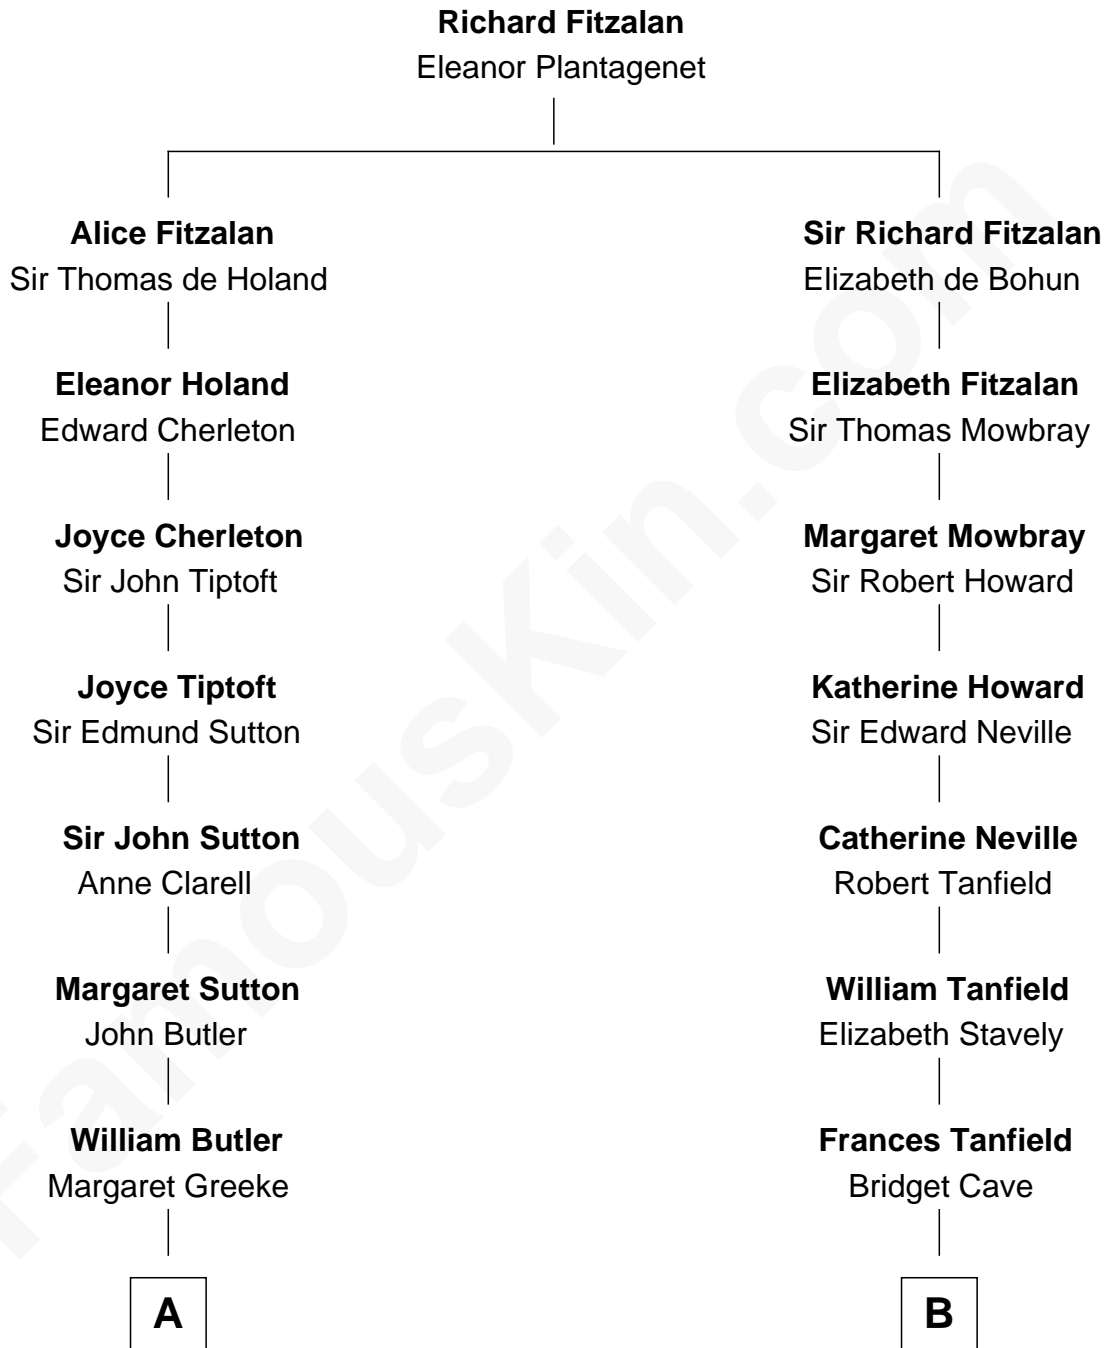 Richard Fitzalan
Eleanor Plantagenet
Alice Fitzalan
Sir Thomas de Holand
Sir Richard Fitzalan
Elizabeth de Bohun
Eleanor Holand
Edward Cherleton
Elizabeth Fitzalan
Sir Thomas Mowbray
Joyce Cherleton
Sir John Tiptoft
Margaret Mowbray
Sir Robert Howard
Joyce Tiptoft
Sir Edmund Sutton
Katherine Howard
Sir Edward Neville
Sir John Sutton
Anne Clarell
Catherine Neville
Robert Tanfield
Margaret Sutton
John Butler
William Tanfield
Elizabeth Stavely
William Butler
Margaret Greeke
Frances Tanfield
Bridget Cave
A
B
FamousKin.com